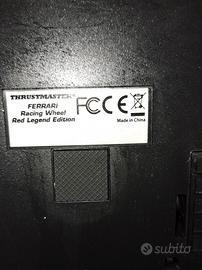 THRUSTMASTER®
FERRARI
Racing Wheel
Red Legend Edition
FC CE
Made in China
subito